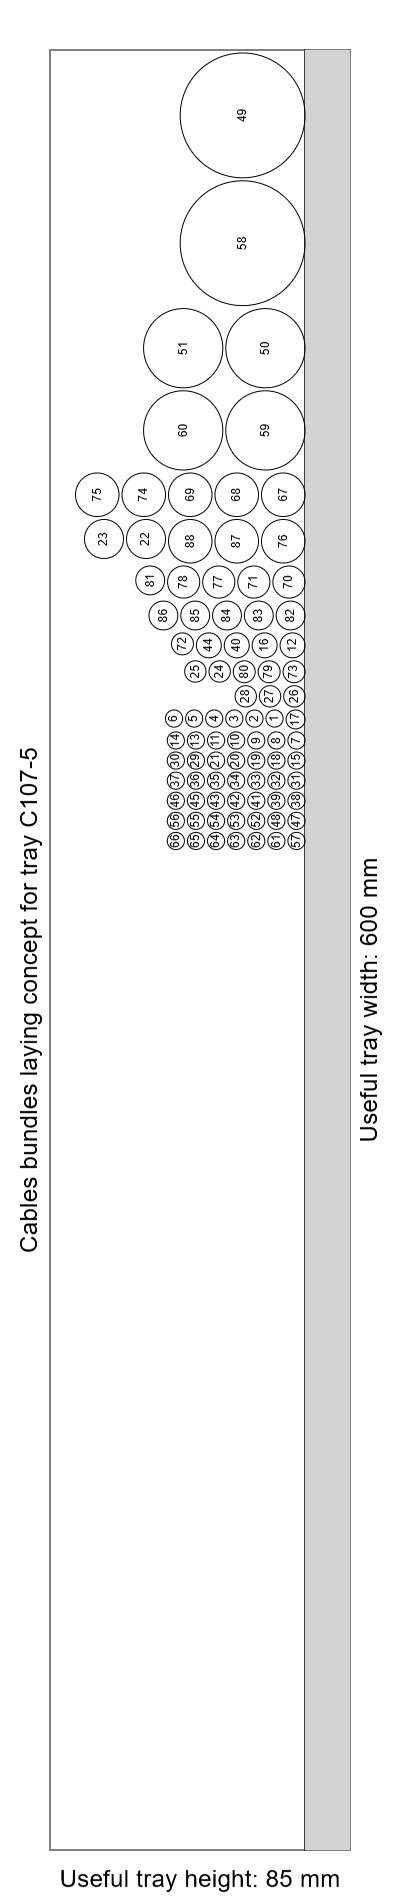 Cables bundles laying concept for tray C107-5
49
58
51 50
60 59
75 74 69 68 67
23 22 88 87 76
81 78 77 71 70
86 85 84 83 82
72 44 40 16 12
25 24 80 79 73
28 27 26
6 5 4 3 2 1 17
14 13 11 10 9 8 7
30 29 21 20 19 18 15
37 36 35 34 33 32 31
46 45 43 42 41 39 38
56 55 54 53 52 48 47
66 65 64 63 62 61 57
Useful tray width: 600 mm
Useful tray height: 85 mm